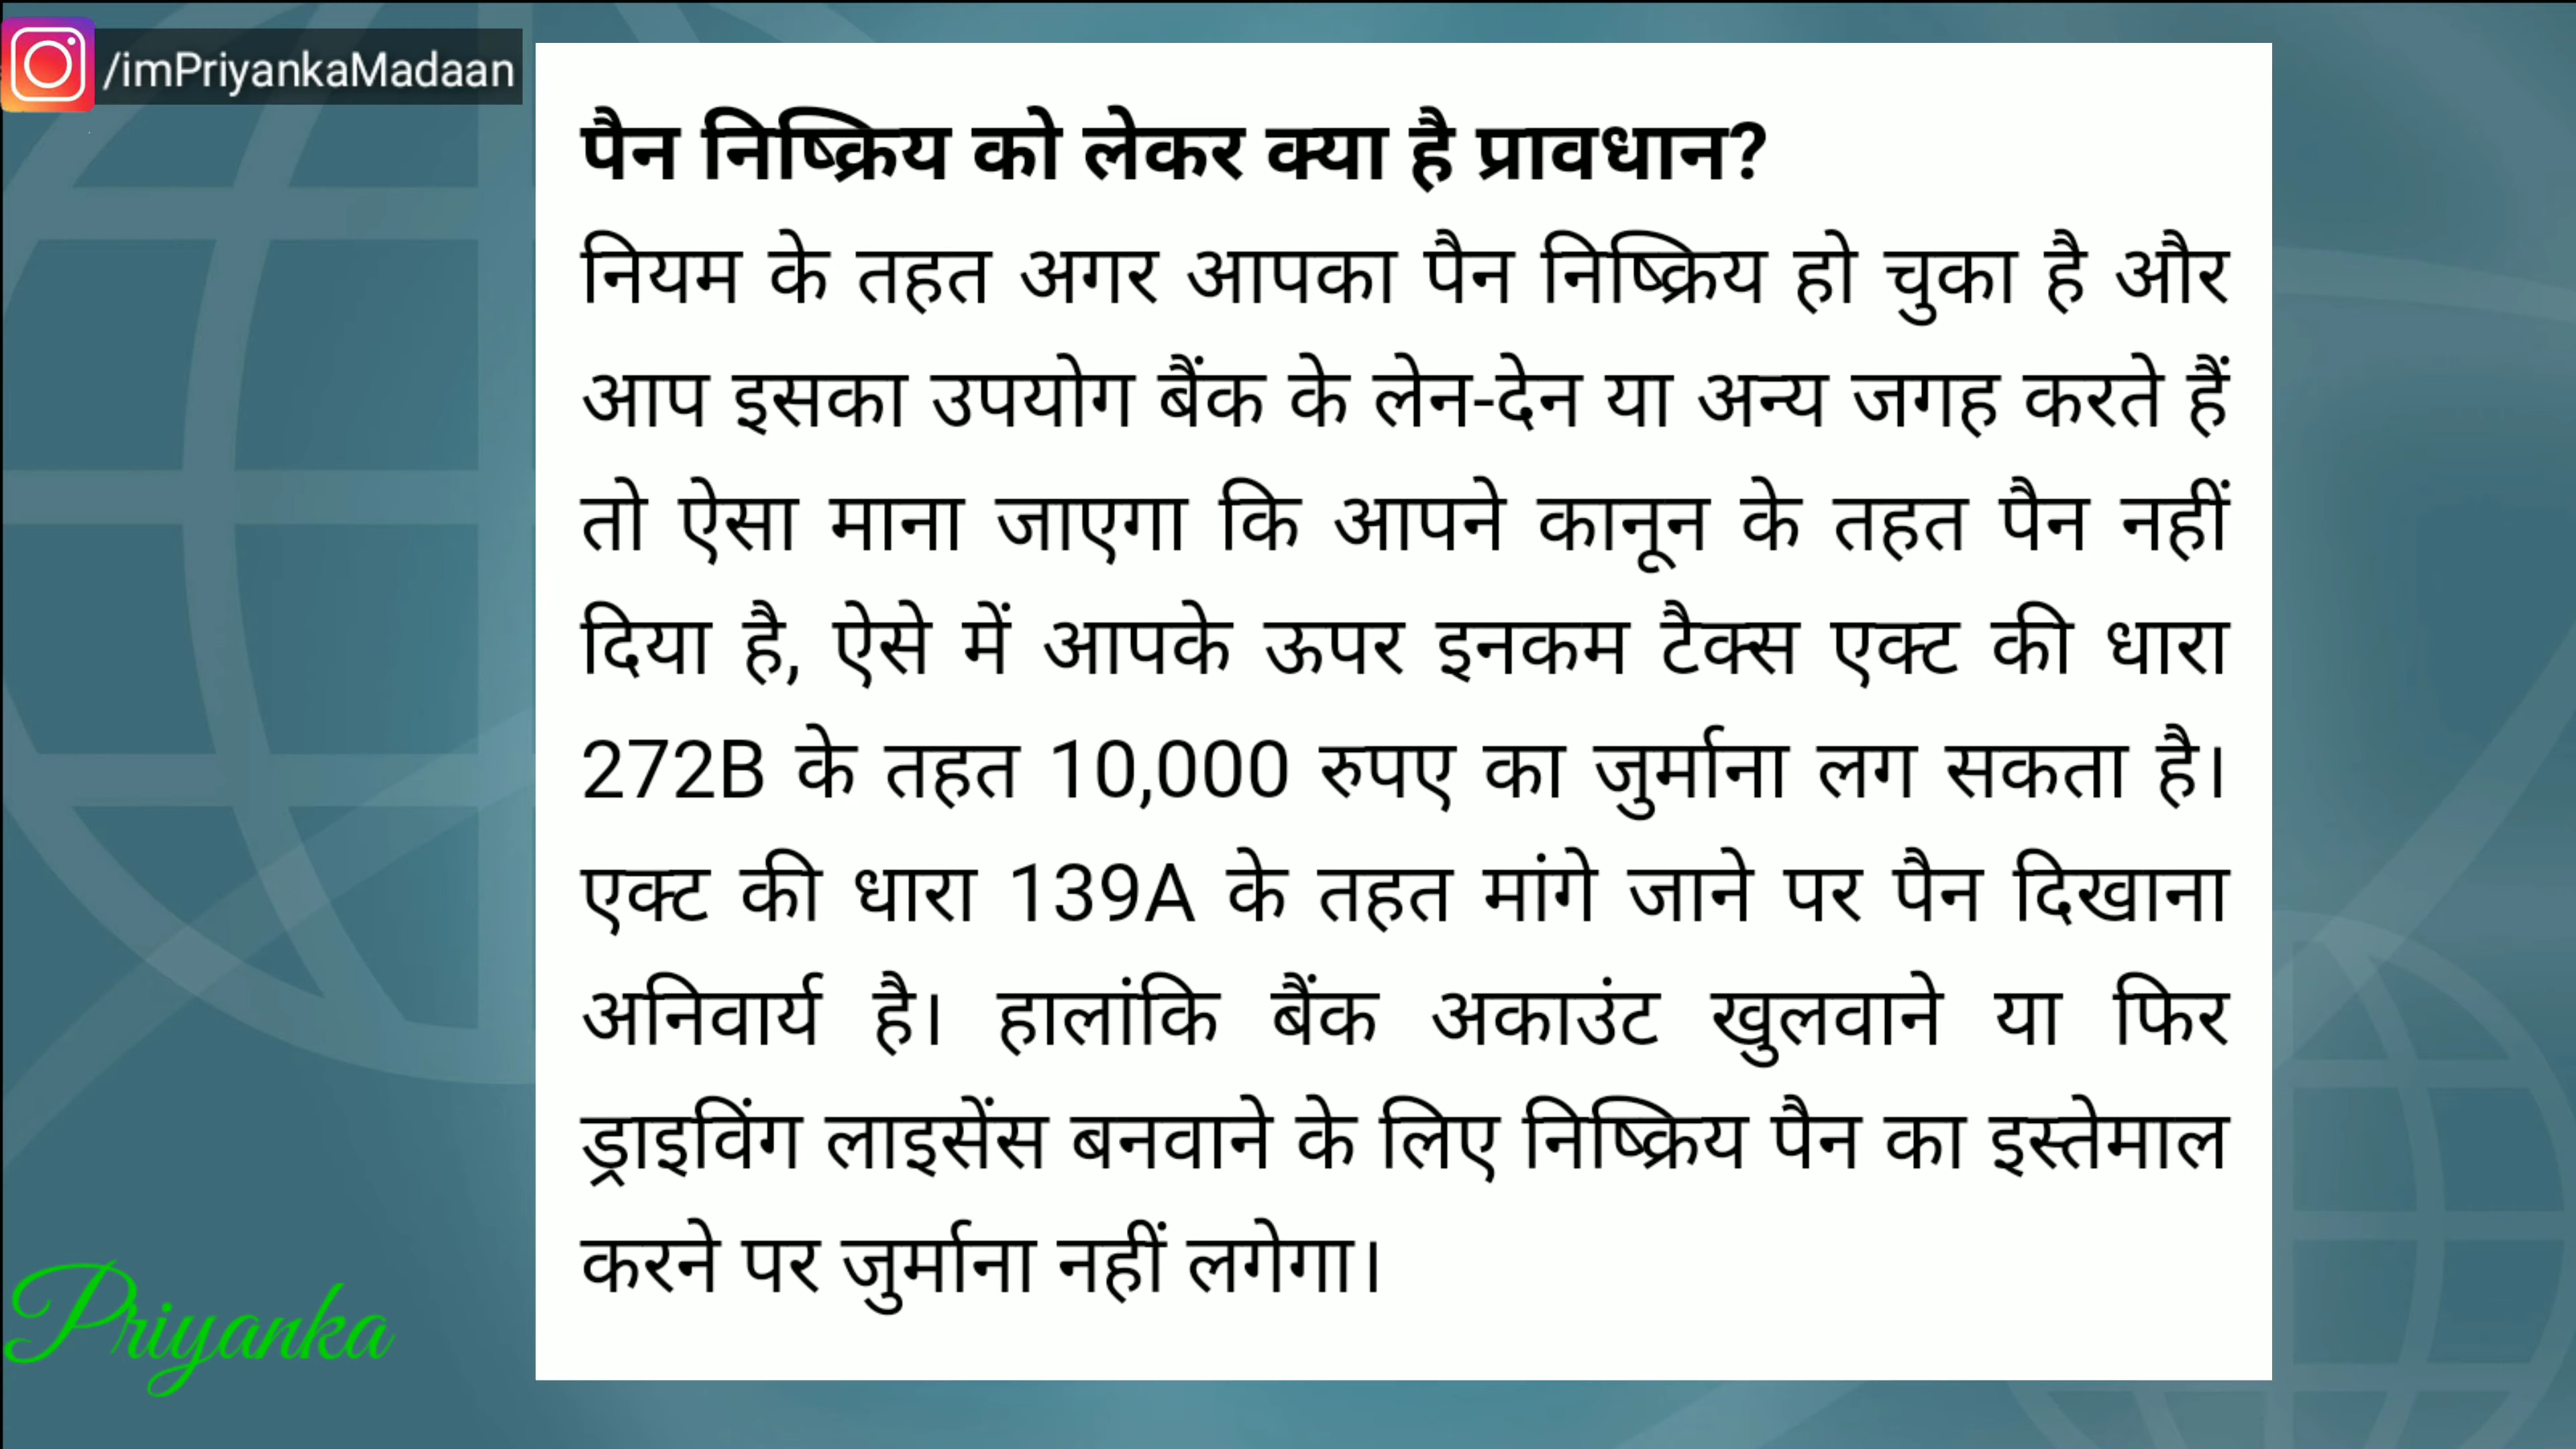 /imPriyankaMadaan
पैन निष्क्रिय को लेकर क्या है प्रावधान?
नियम के तहत अगर आपका पैन निष्क्रिय हो चुका है और
आप इसका उपयोग बैंक के लेन-देन या अन्य जगह करते हैं
तो ऐसा माना जाएगा कि आपने कानून के तहत पैन नहीं
दिया है, ऐसे में आपके ऊपर इनकम टैक्स एक्ट की धारा
272B के तहत 10,000 रुपए का जुर्माना लग सकता है।
एक्ट की धारा 139A के तहत मांगे जाने पर पैन दिखाना
अनिवार्य है। हालांकि बैंक अकाउंट खुलवाने या फिर
ड्राइविंग लाइसेंस बनवाने के लिए निष्क्रिय पैन का इस्तेमाल
करने पर जुर्माना नहीं लगेगा।
Priyanka